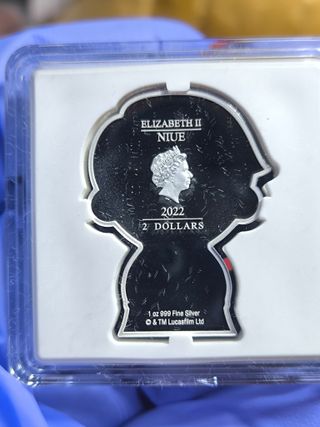 ELIZABETH II
NIUE
2022
2 DOLLARS
1 oz 999 Fine Silver
© & TM Lucasfilm Ltd